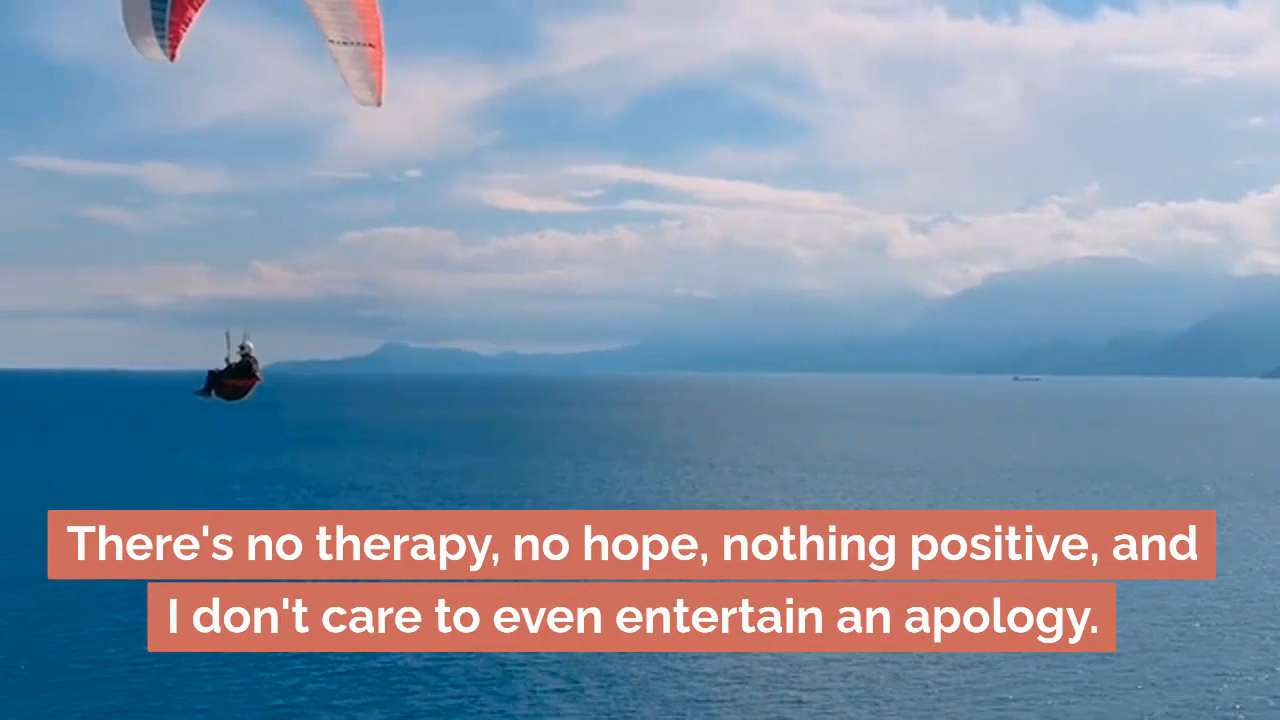 There's no therapy, no hope, nothing positive, and
I don't care to even entertain an apology.